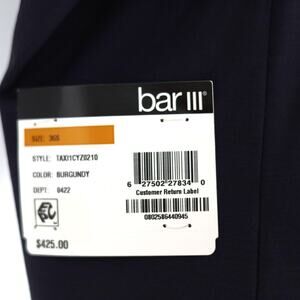 bar III®
SIZE: 36S
STYLE: TAXI1CYZ0210
COLOR: BURGUNDY
DEPT: 0422
6 27502 27834 0
Customer Return Label
0802586440945
$425.00